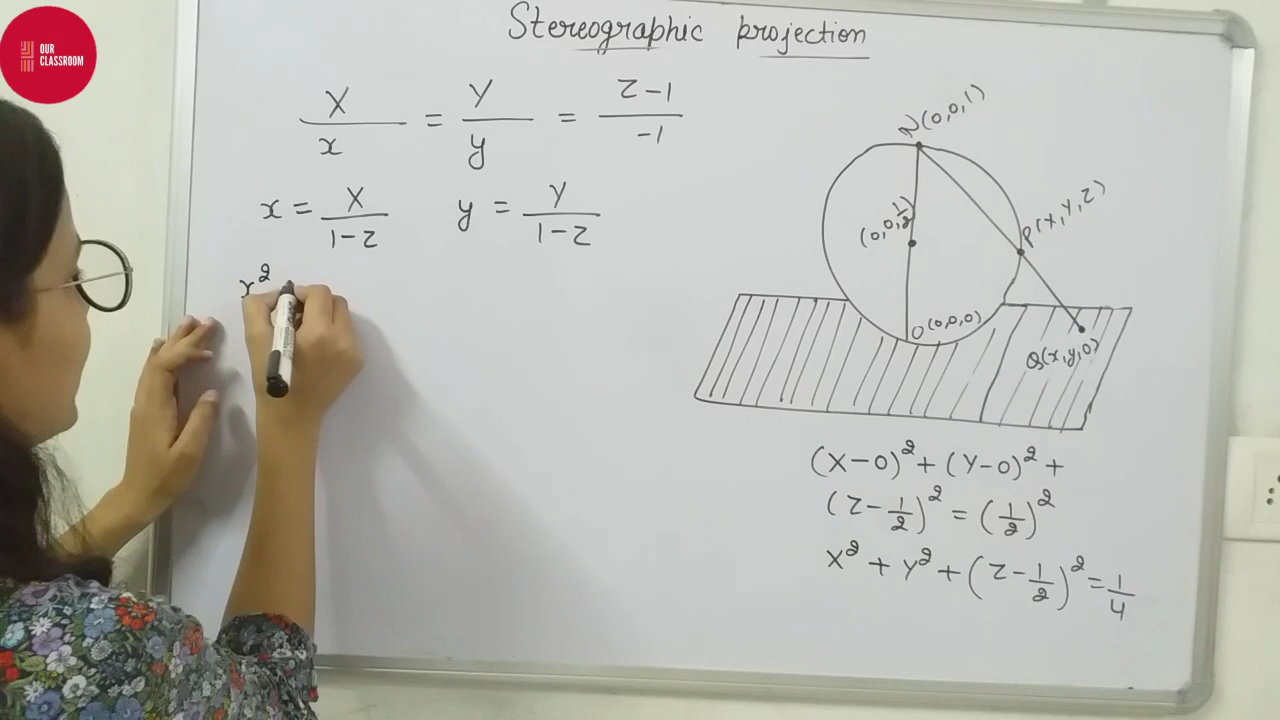 OUR
CLASSROOM
Stereographic projection
X/x = Y/y = Z-1/-1
x = X/1-Z y = Y/1-Z
x²
N(0,0,1)
(0,0,1/2)
P(X,Y,Z)
O(0,0,0)
Q(x,y,0)
(X-0)² + (Y-0)² +
(Z-1/2)² = (1/2)²
X² + Y² + (Z-1/2)² = 1/4